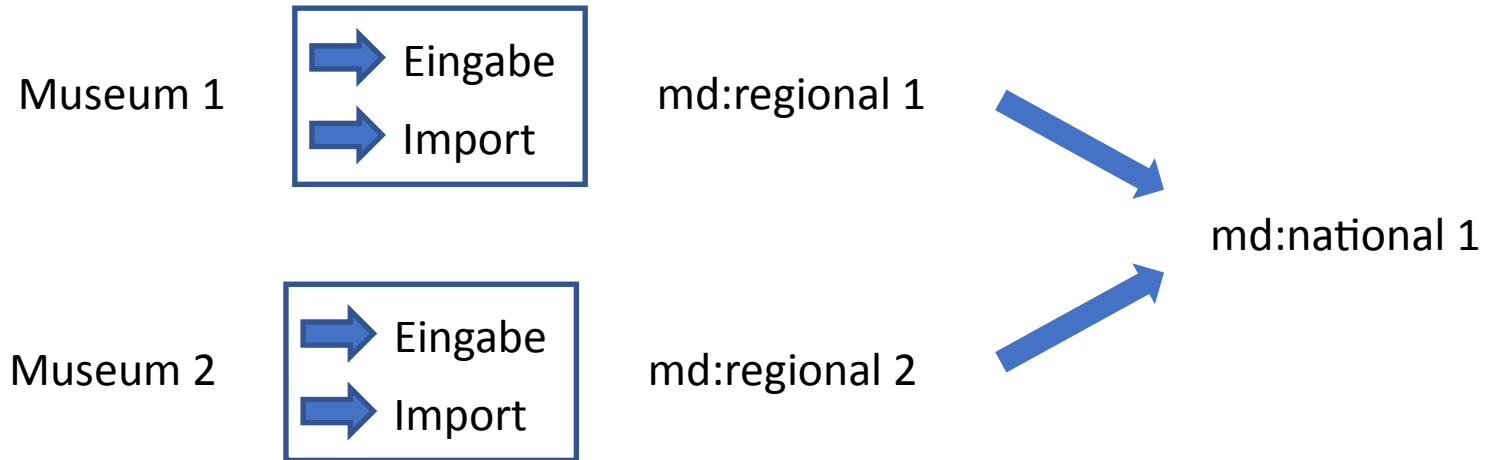 Museum 1
Eingabe
Import
md:regional 1
md:national 1
Museum 2
Eingabe
Import
md:regional 2